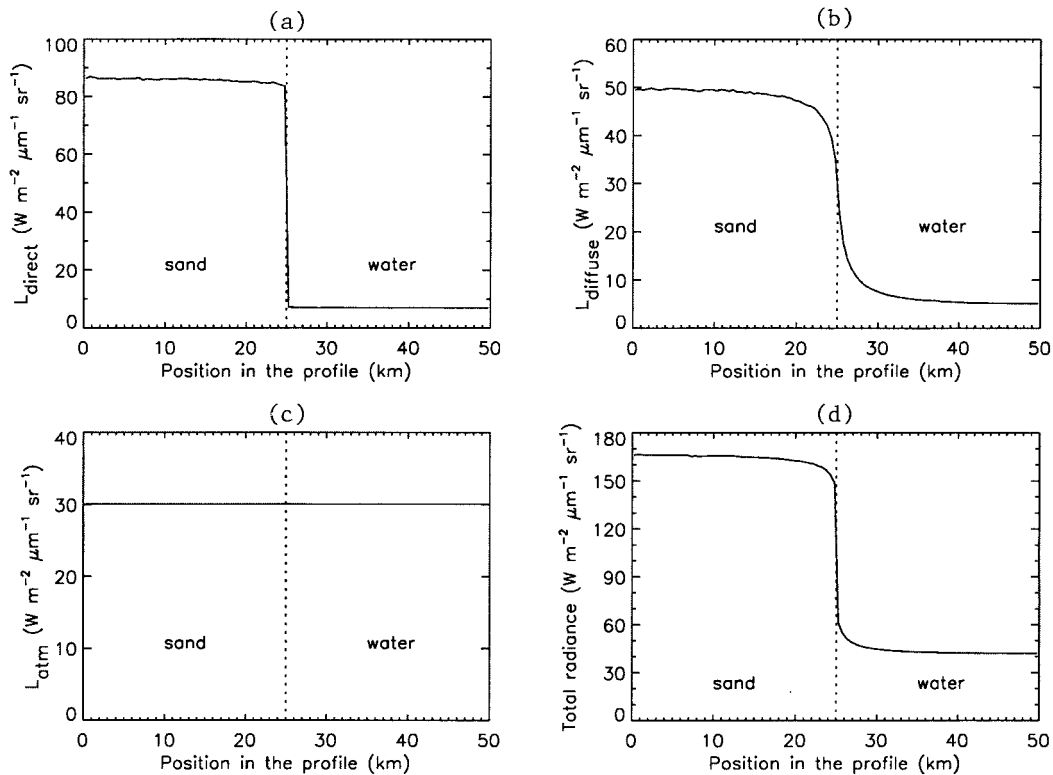 (a)
100
80
60
40
20
0
L_direct (W m⁻² μm⁻¹ sr⁻¹)
sand
water
0 10 20 30 40 50
Position in the profile (km)
(b)
60
50
40
30
20
10
0
L_diffuse (W m⁻² μm⁻¹ sr⁻¹)
sand
water
0 10 20 30 40 50
Position in the profile (km)
(c)
40
30
20
10
0
L_atm (W m⁻² μm⁻¹ sr⁻¹)
sand
water
0 10 20 30 40 50
Position in the profile (km)
(d)
180
150
120
90
60
30
0
Total radiance (W m⁻² μm⁻¹ sr⁻¹)
sand
water
0 10 20 30 40 50
Position in the profile (km)